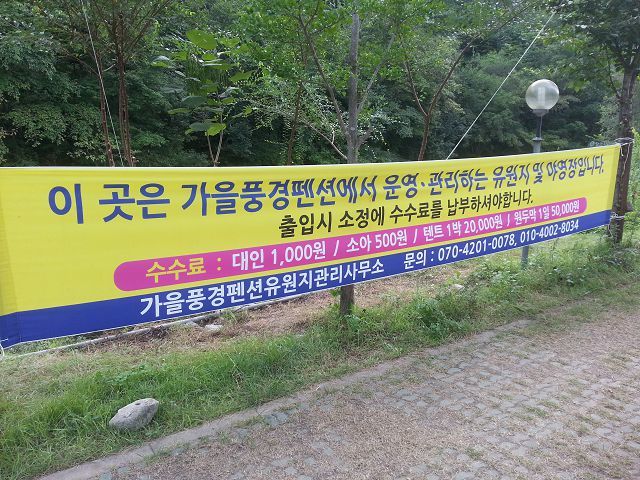 이 곳은 가을풍경펜션에서 운영·관리하는 유원지 및 야영장입니다.
출입시 소정에 수수료를 납부하셔야합니다.
수수료 : 대인 1,000원 / 소아 500원 / 텐트 1박 20,000원 / 원두막 1일 50,000원
가을풍경펜션유원지관리사무소 문의 : 070-4201-0078, 010-4002-8034